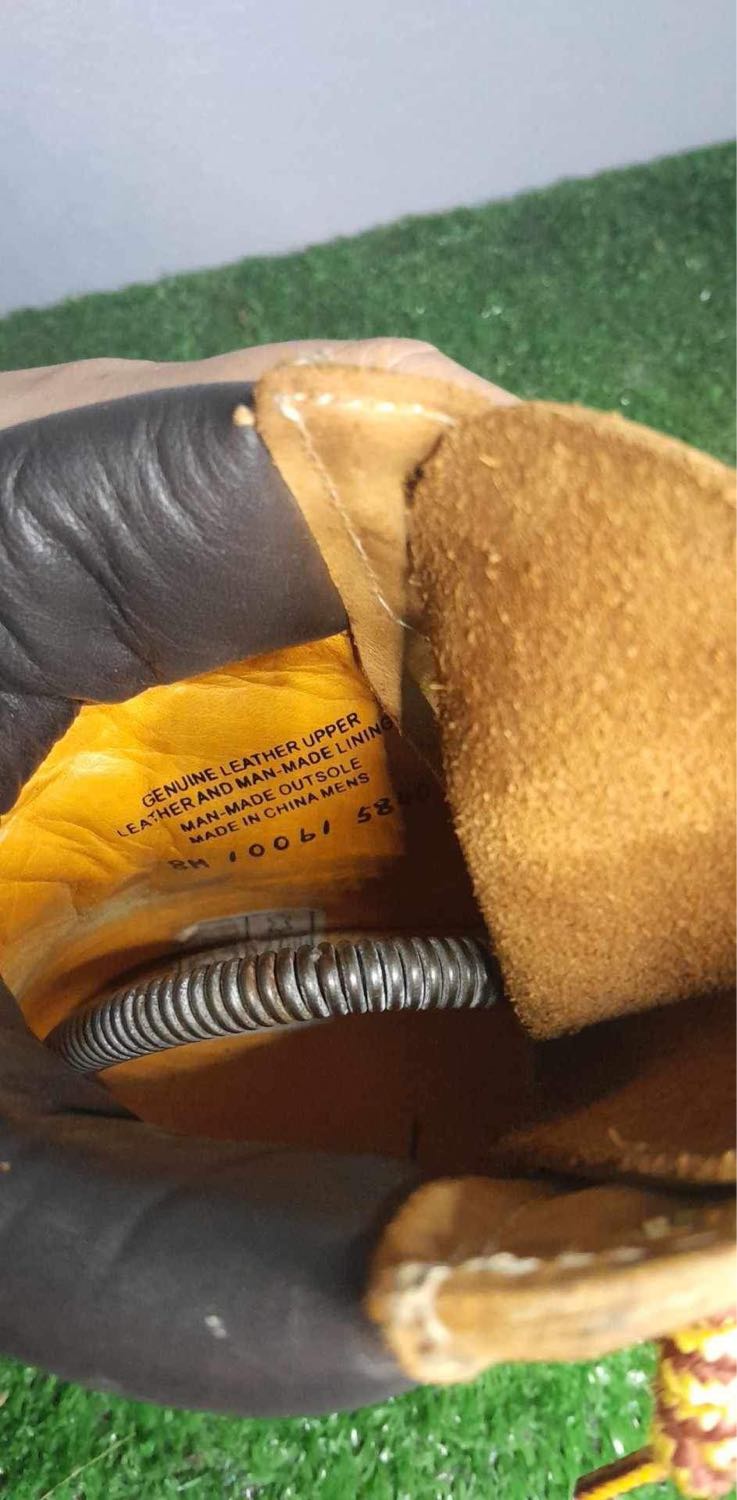 GENUINE LEATHER UPPER
LEATHER AND MAN-MADE LINING
MAN-MADE OUTSOLE
MADE IN CHINA MENS
8M 10061